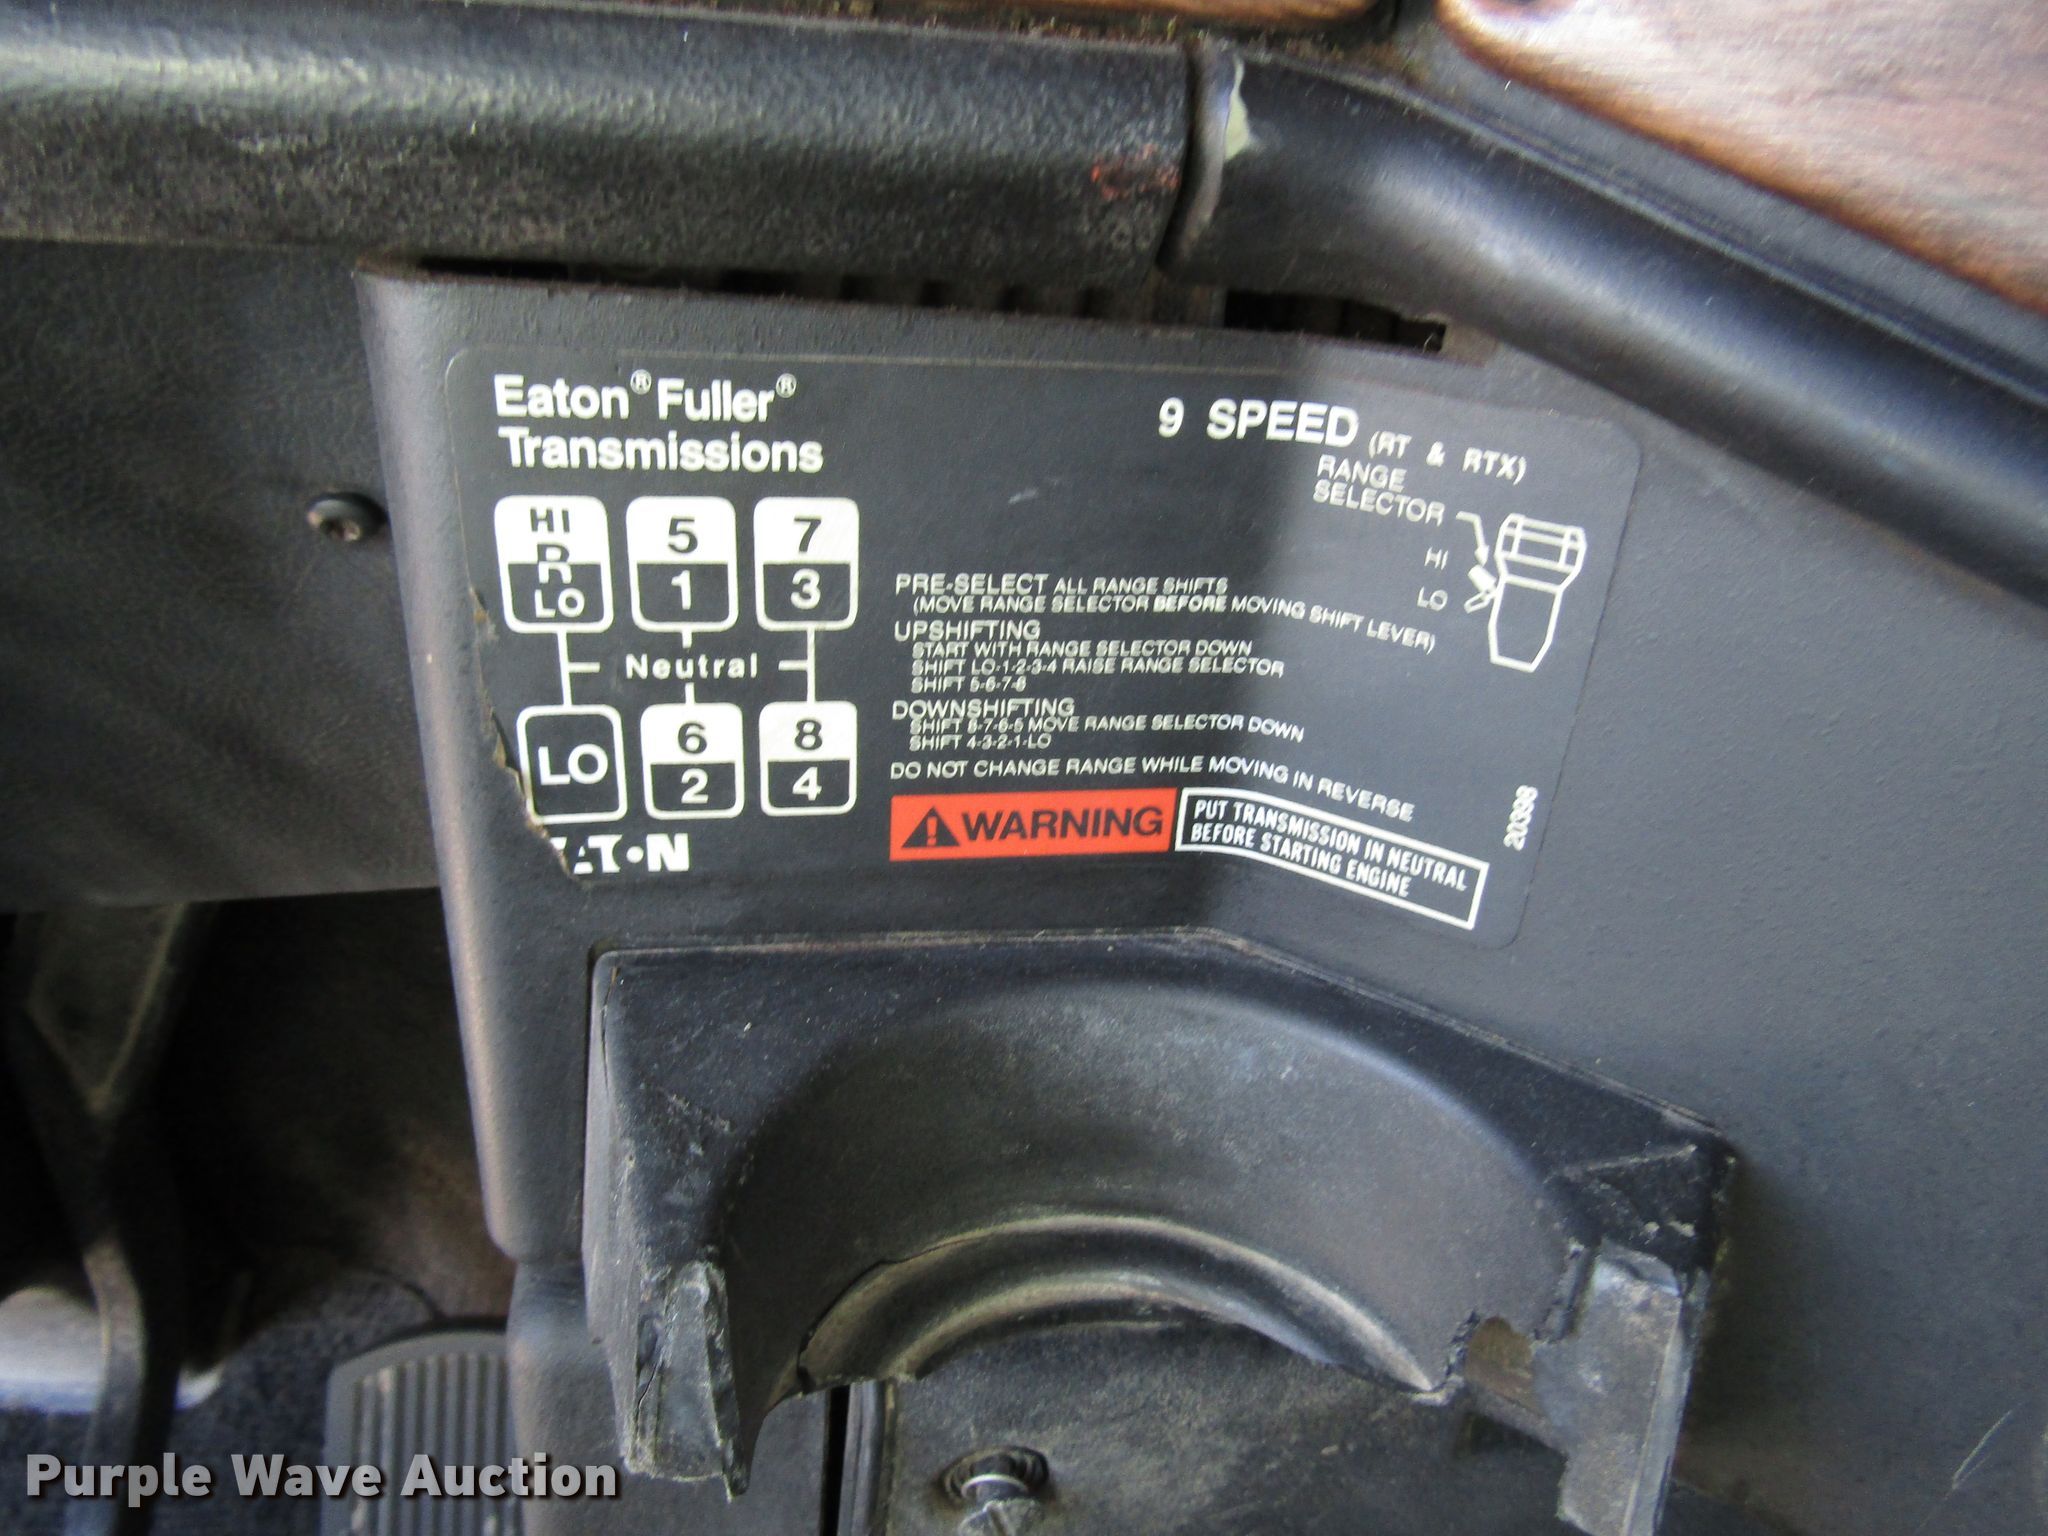 Eaton® Fuller®
Transmissions
9 SPEED (RT & RTX)
RANGE
SELECTOR
HI
LO
HI
R
LO
5
1
7
3
Neutral
LO
6
2
8
4
PRE-SELECT ALL RANGE SHIFTS
(MOVE RANGE SELECTOR BEFORE MOVING SHIFT LEVER)
UPSHIFTING
START WITH RANGE SELECTOR DOWN
SHIFT LO-1-2-3-4 RAISE RANGE SELECTOR
SHIFT 5-6-7-8
DOWNSHIFTING
SHIFT 8-7-6-5 MOVE RANGE SELECTOR DOWN
SHIFT 4-3-2-1-LO
DO NOT CHANGE RANGE WHILE MOVING IN REVERSE
WARNING
PUT TRANSMISSION IN NEUTRAL
BEFORE STARTING ENGINE
20398
EAT•N
Purple Wave Auction